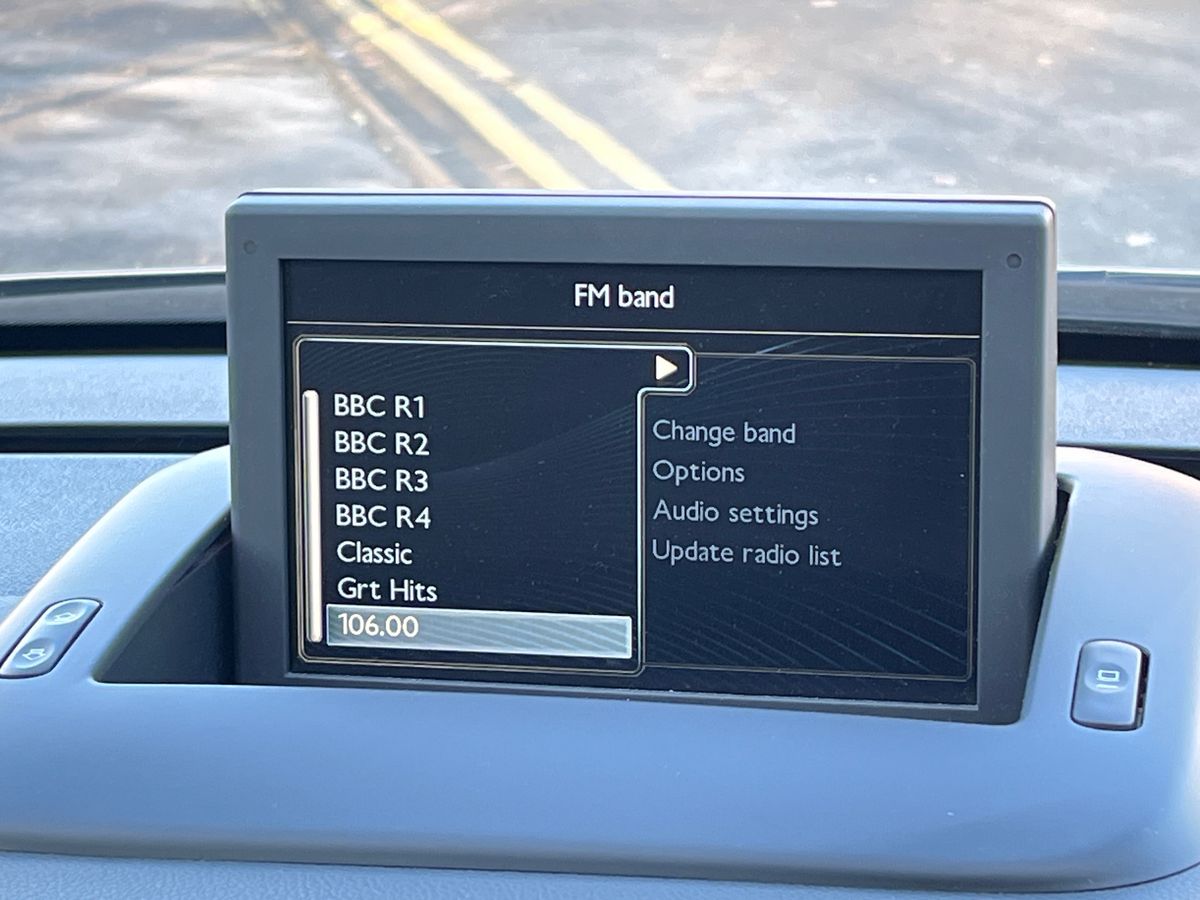 FM band
BBC R1
BBC R2
BBC R3
BBC R4
Classic
Grt Hits
106.00
Change band
Options
Audio settings
Update radio list